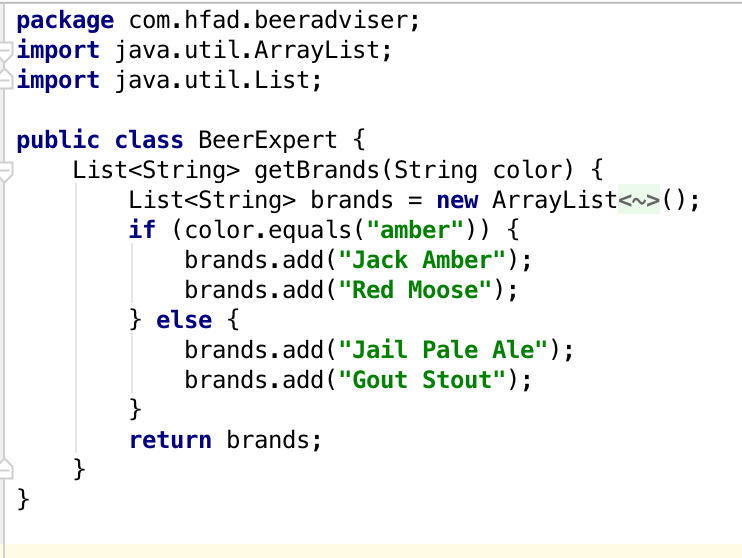 package com.hfad.beeradviser;
import java.util.ArrayList;
import java.util.List;

public class BeerExpert {
    List<String> getBrands(String color) {
        List<String> brands = new ArrayList<~>();
        if (color.equals("amber")) {
            brands.add("Jack Amber");
            brands.add("Red Moose");
        } else {
            brands.add("Jail Pale Ale");
            brands.add("Gout Stout");
        }
        return brands;
    }
}